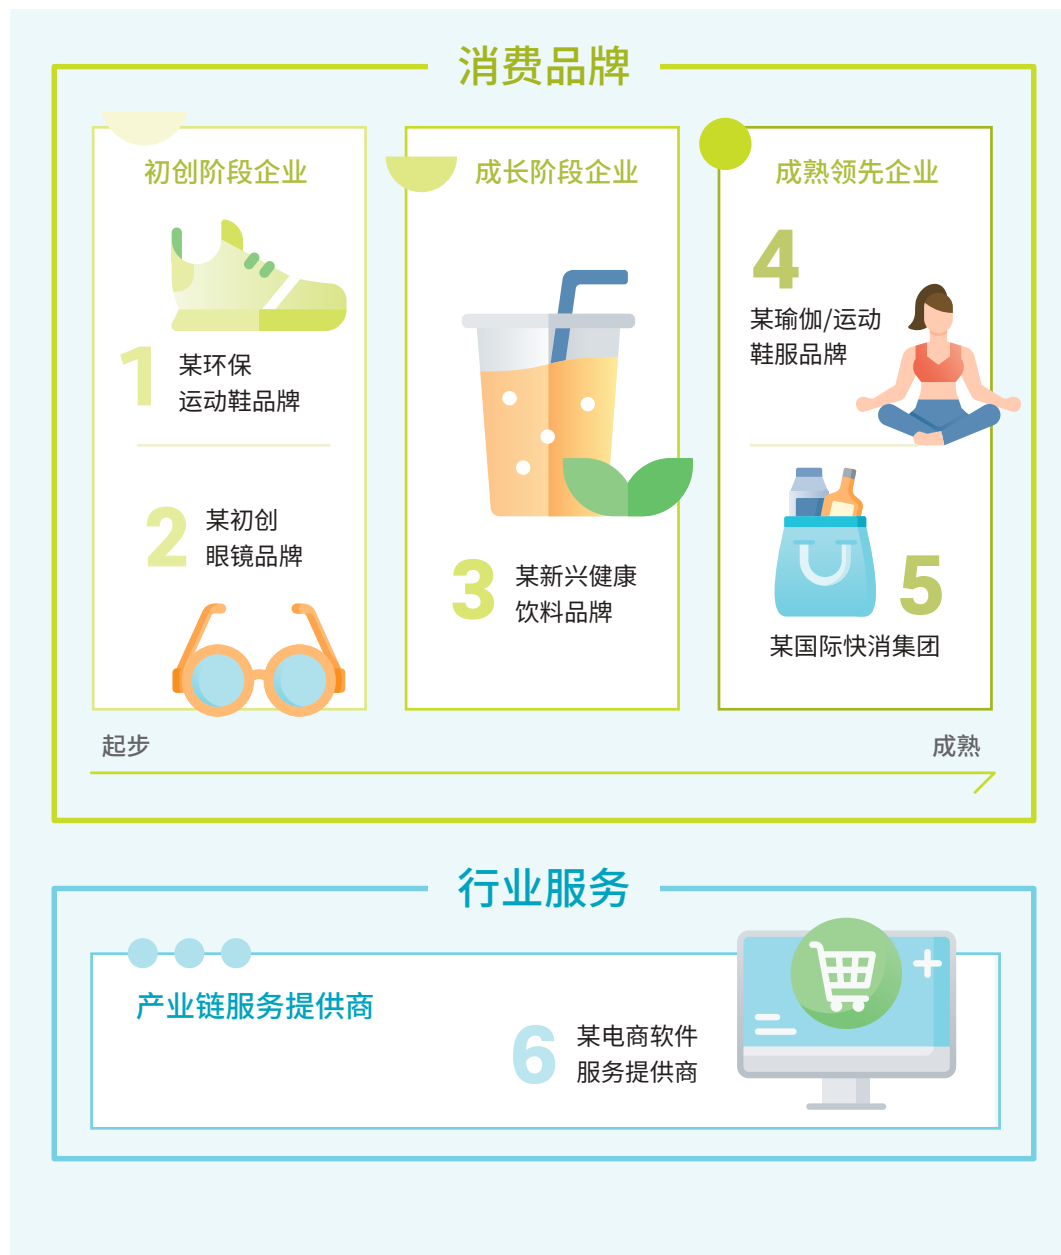 消费品牌
初创阶段企业
1
某环保
运动鞋品牌
2
某初创
眼镜品牌
成长阶段企业
3
某新兴健康
饮料品牌
成熟领先企业
4
某瑜伽/运动
鞋服品牌
5
某国际快消集团
起步
成熟
行业服务
产业链服务提供商
6
某电商软件
服务提供商